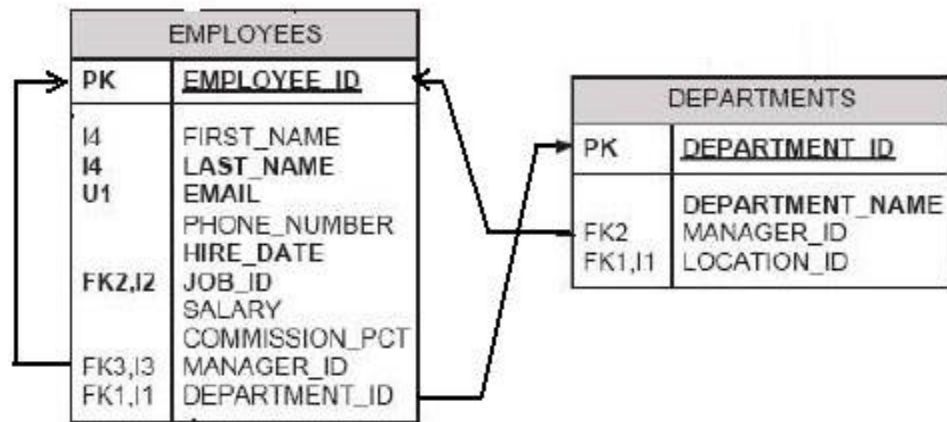 EMPLOYEES
PK EMPLOYEE_ID
I4 FIRST_NAME
I4 LAST_NAME
U1 EMAIL
PHONE_NUMBER
HIRE_DATE
FK2,I2 JOB_ID
SALARY
COMMISSION_PCT
FK3,I3 MANAGER_ID
FK1,I1 DEPARTMENT_ID
DEPARTMENTS
PK DEPARTMENT_ID
DEPARTMENT_NAME
FK2 MANAGER_ID
FK1,I1 LOCATION_ID